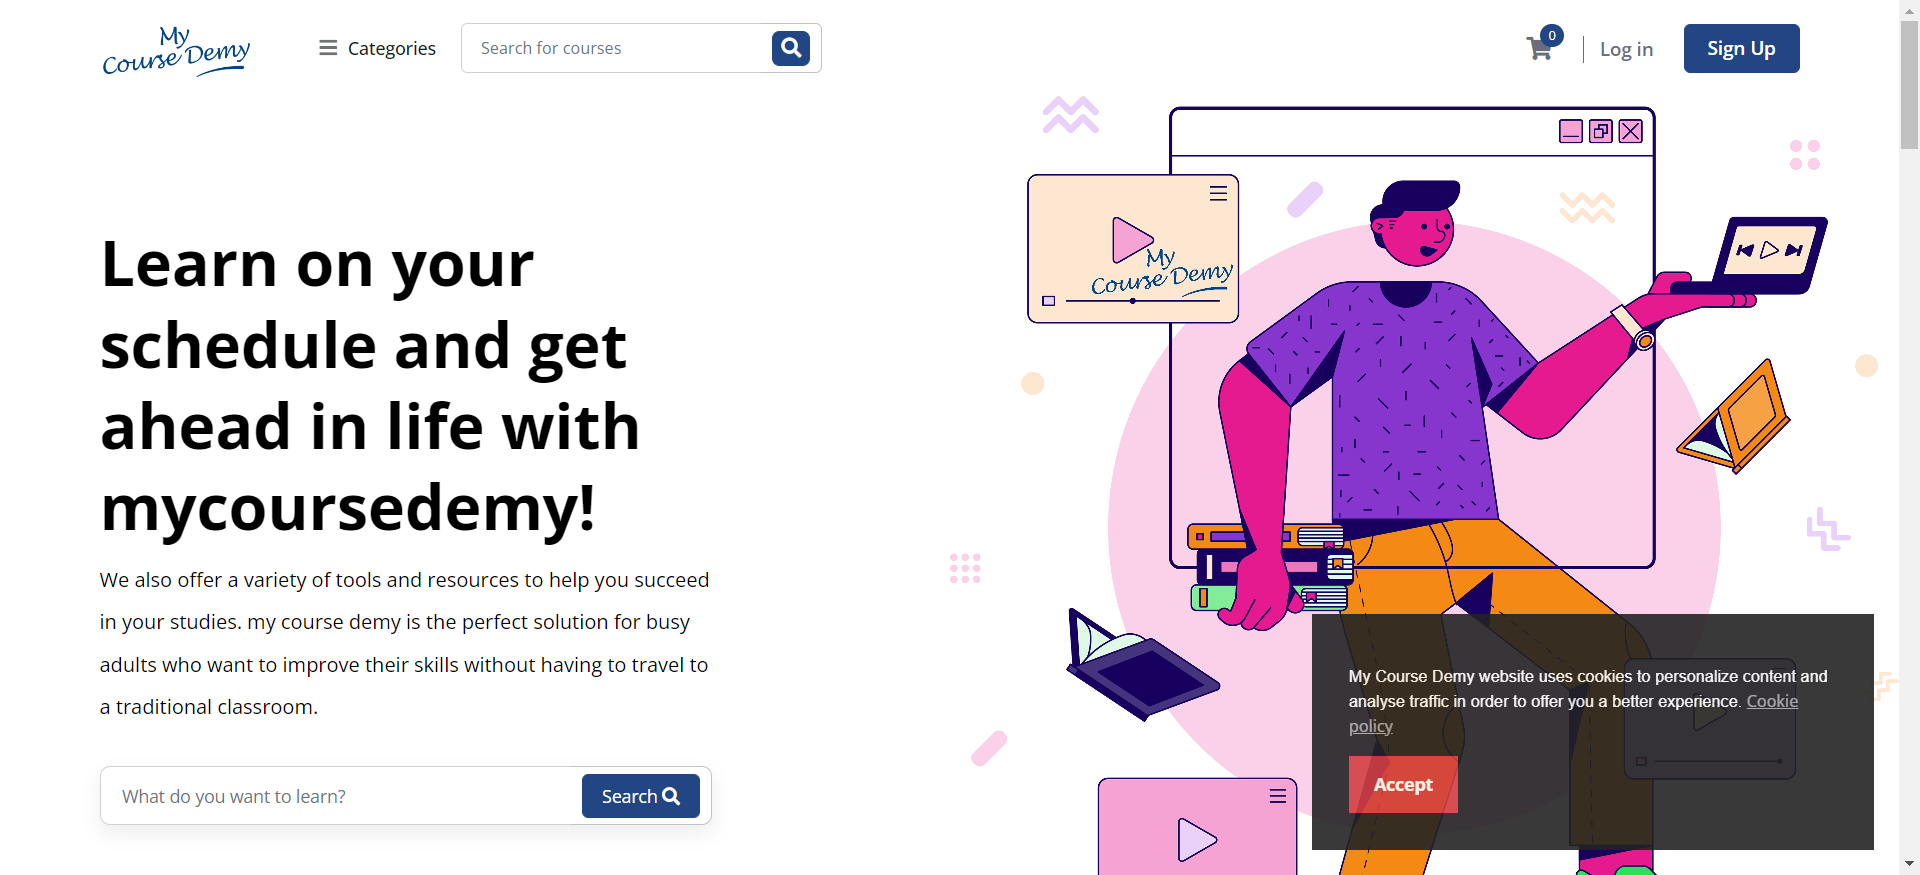 My
Course Demy
Categories
Search for courses
0
Log in
Sign Up
Learn on your
schedule and get
ahead in life with
mycoursedemy!
We also offer a variety of tools and resources to help you succeed
in your studies. my course demy is the perfect solution for busy
adults who want to improve their skills without having to travel to
a traditional classroom.
What do you want to learn?
Search
My
Course Demy
My Course Demy website uses cookies to personalize content and
analyse traffic in order to offer you a better experience. Cookie
policy
Accept